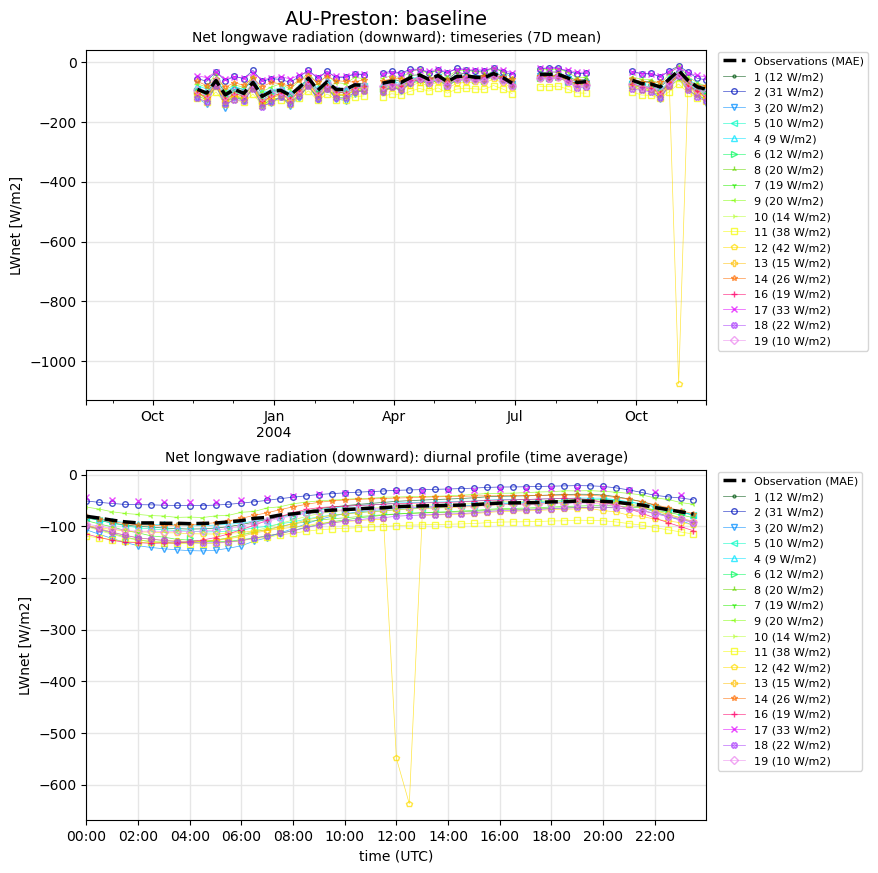 AU-Preston: baseline
Net longwave radiation (downward): timeseries (7D mean)
LWnet [W/m2]
0
−200
−400
−600
−800
−1000
Oct
Jan
2004
Apr
Jul
Oct
Observations (MAE)
1 (12 W/m2)
2 (31 W/m2)
3 (20 W/m2)
5 (10 W/m2)
4 (9 W/m2)
6 (12 W/m2)
8 (20 W/m2)
7 (19 W/m2)
9 (20 W/m2)
10 (14 W/m2)
11 (38 W/m2)
12 (42 W/m2)
13 (15 W/m2)
14 (26 W/m2)
16 (19 W/m2)
17 (33 W/m2)
18 (22 W/m2)
19 (10 W/m2)
Net longwave radiation (downward): diurnal profile (time average)
LWnet [W/m2]
0
−100
−200
−300
−400
−500
−600
00:00
02:00
04:00
06:00
08:00
10:00
12:00
14:00
16:00
18:00
20:00
22:00
time (UTC)
Observation (MAE)
1 (12 W/m2)
2 (31 W/m2)
3 (20 W/m2)
5 (10 W/m2)
4 (9 W/m2)
6 (12 W/m2)
8 (20 W/m2)
7 (19 W/m2)
9 (20 W/m2)
10 (14 W/m2)
11 (38 W/m2)
12 (42 W/m2)
13 (15 W/m2)
14 (26 W/m2)
16 (19 W/m2)
17 (33 W/m2)
18 (22 W/m2)
19 (10 W/m2)